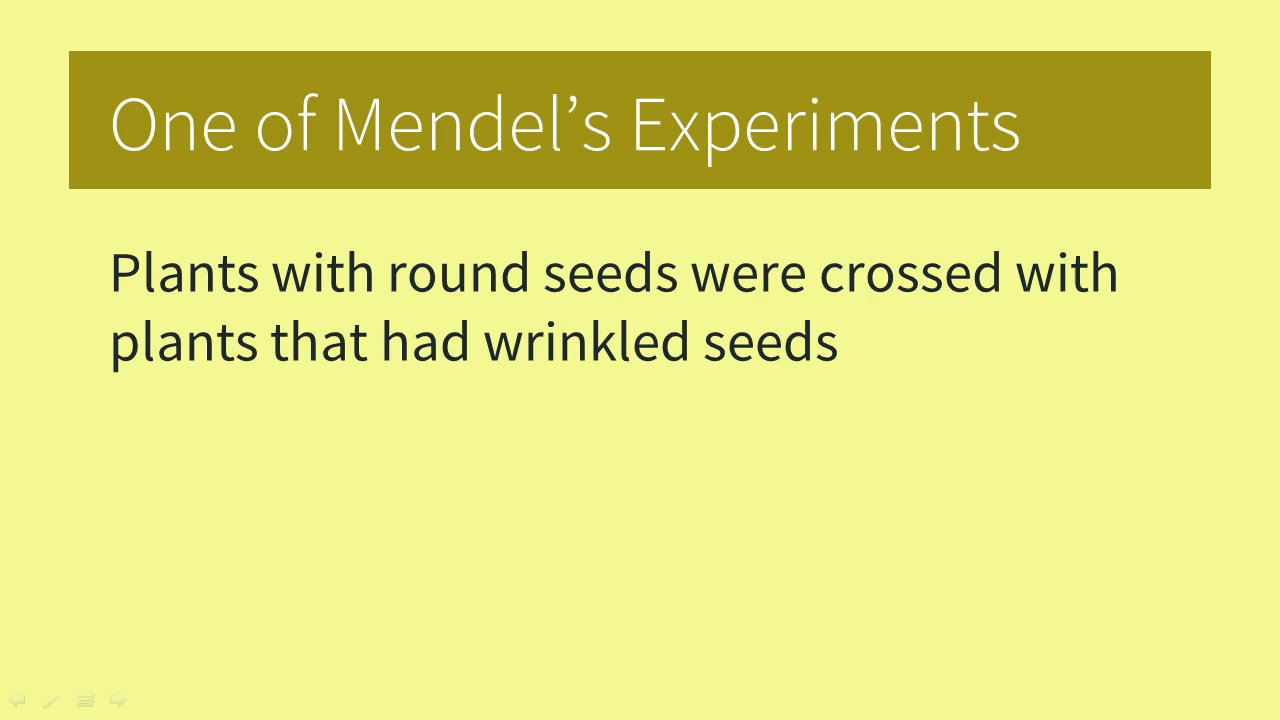 One of Mendel’s Experiments
Plants with round seeds were crossed with
plants that had wrinkled seeds